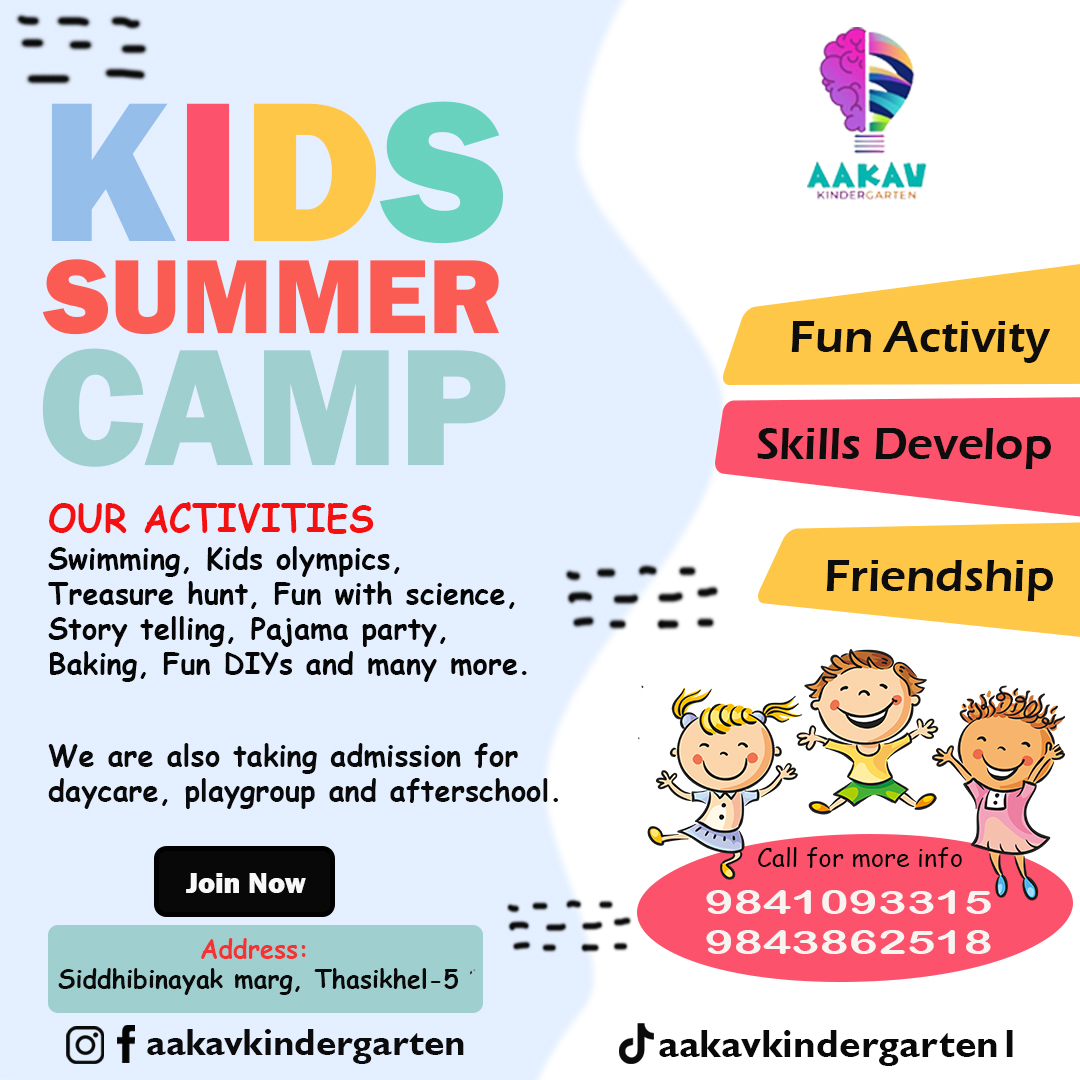 KIDS
SUMMER
CAMP
AAKAV
KINDERGARTEN
Fun Activity
Skills Develop
Friendship
OUR ACTIVITIES
Swimming, Kids olympics,
Treasure hunt, Fun with science,
Story telling, Pajama party,
Baking, Fun DIYs and many more.
We are also taking admission for
daycare, playgroup and afterschool.
Join Now
Address:
Siddhibinayak marg, Thasikhel-5
Call for more info
9841093315
9843862518
aakavkindergarten
aakavkindergarten1